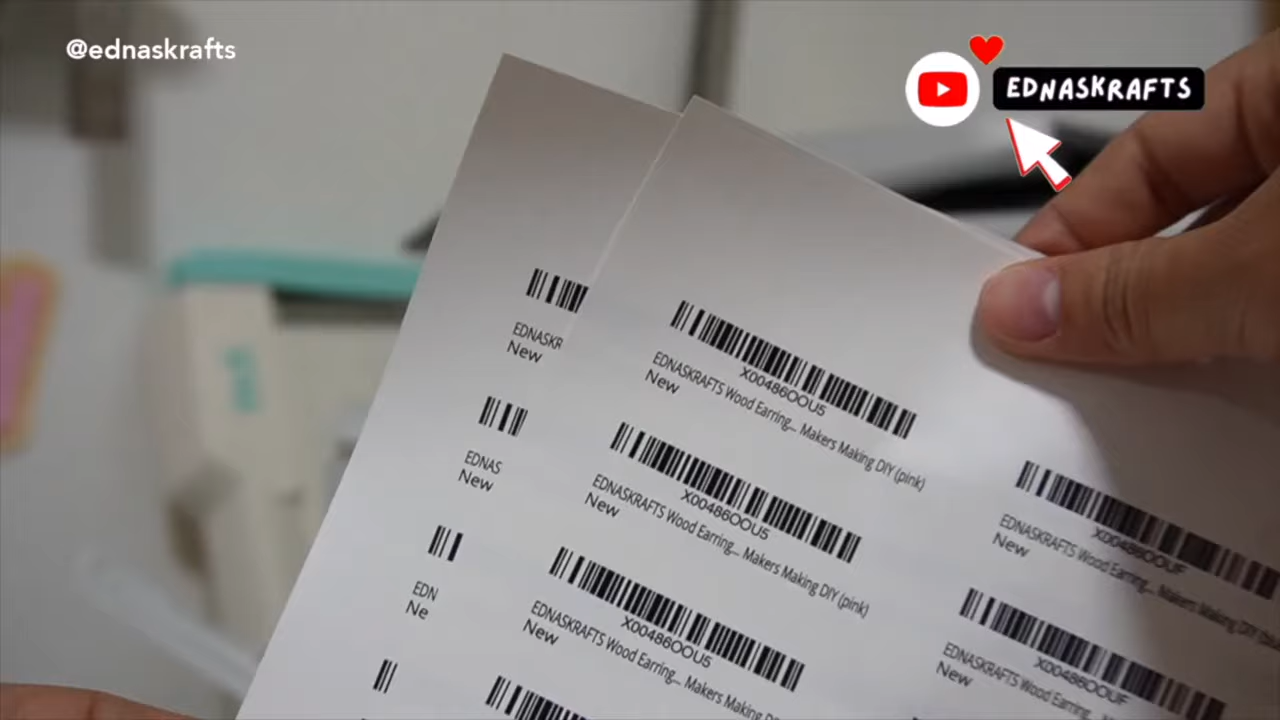 @ednaskrafts
EDNASKRAFTS
EDNASKR
New
EDNAS
New
EDN
Ne
X00486OOU5
EDNASKRAFTS Wood Earring... Makers Making DIY (pink)
New
X00486OOU5
EDNASKRAFTS Wood Earring... Makers Making DIY (pink)
New
X00486OOU5
EDNASKRAFTS Wood Earring... Makers Making
New
X00486OOUF
EDNASKRAFTS Wood Earring... Makers Making DIY
New
X00486OOUF
EDNASKRAFTS Wood Earring... Makers Making
New